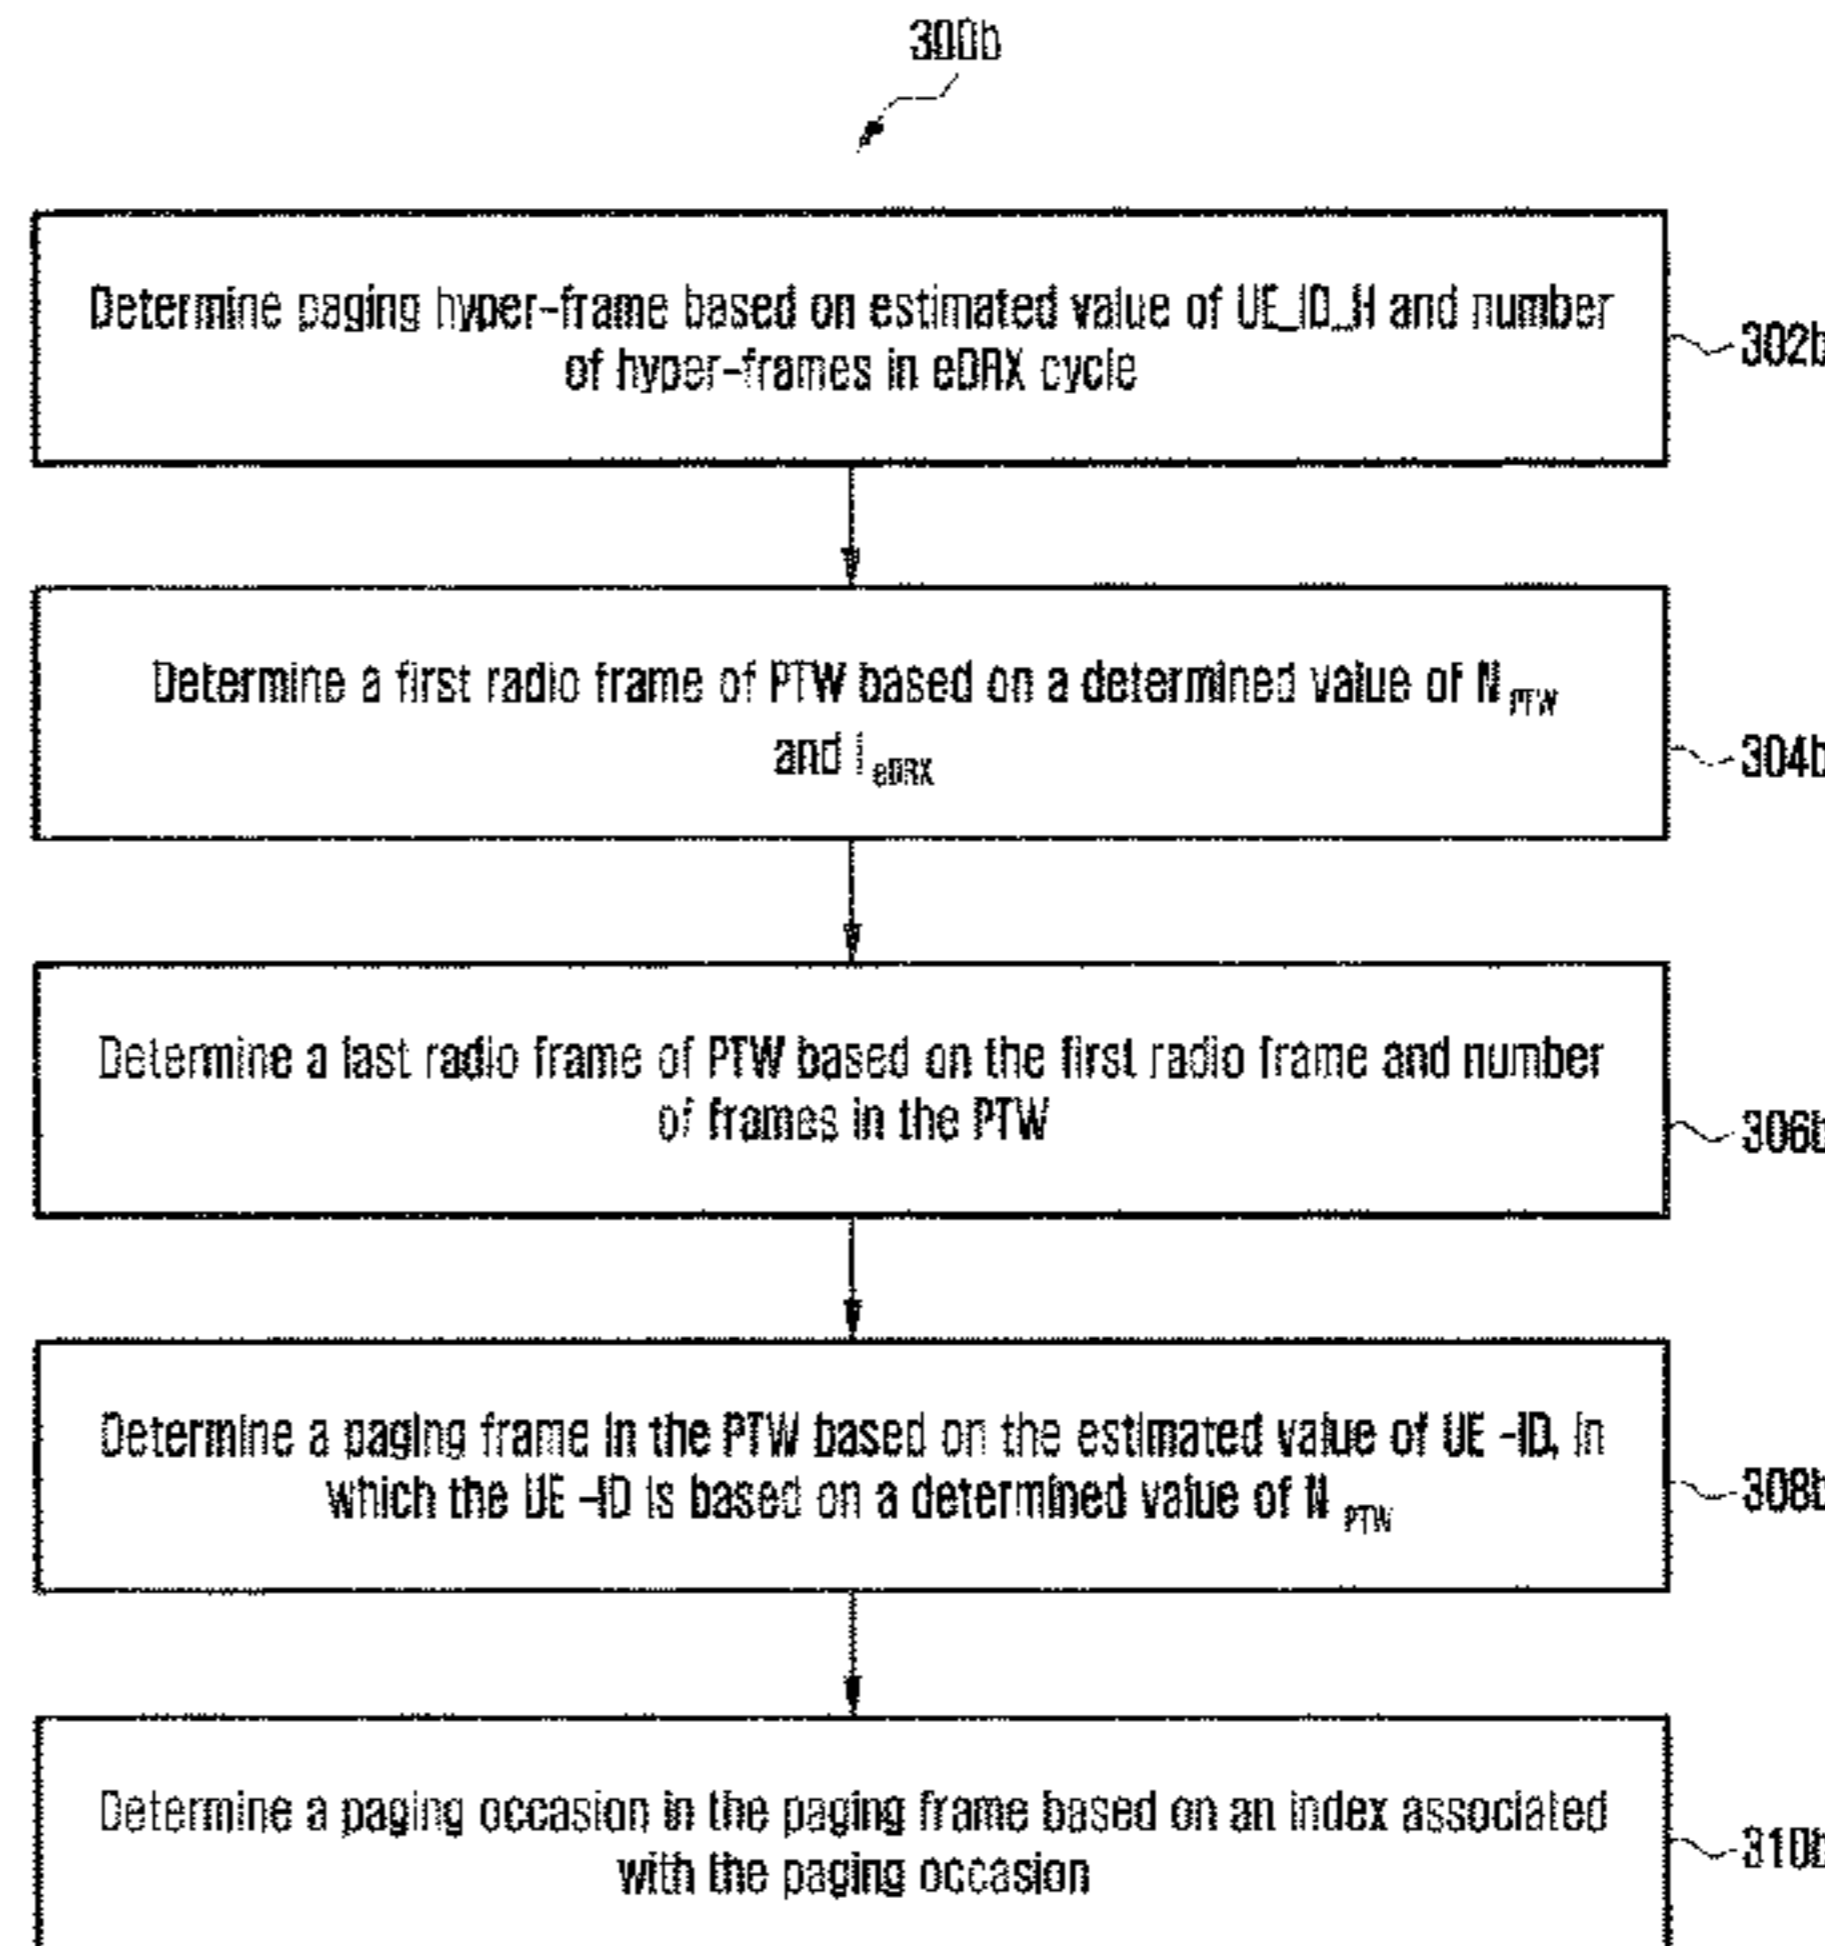 300b
Determine paging hyper-frame based on estimated value of UE_ID_H and number
of hyper-frames in eDRX cycle
302b
Determine a first radio frame of PTW based on a determined value of N PTW
and i eDRX
304b
Determine a last radio frame of PTW based on the first radio frame and number
of frames in the PTW
306b
Determine a paging frame in the PTW based on the estimated value of UE -ID, in
which the UE -ID is based on a determined value of N PTW
308b
Determine a paging occasion in the paging frame based on an index associated
with the paging occasion
310b